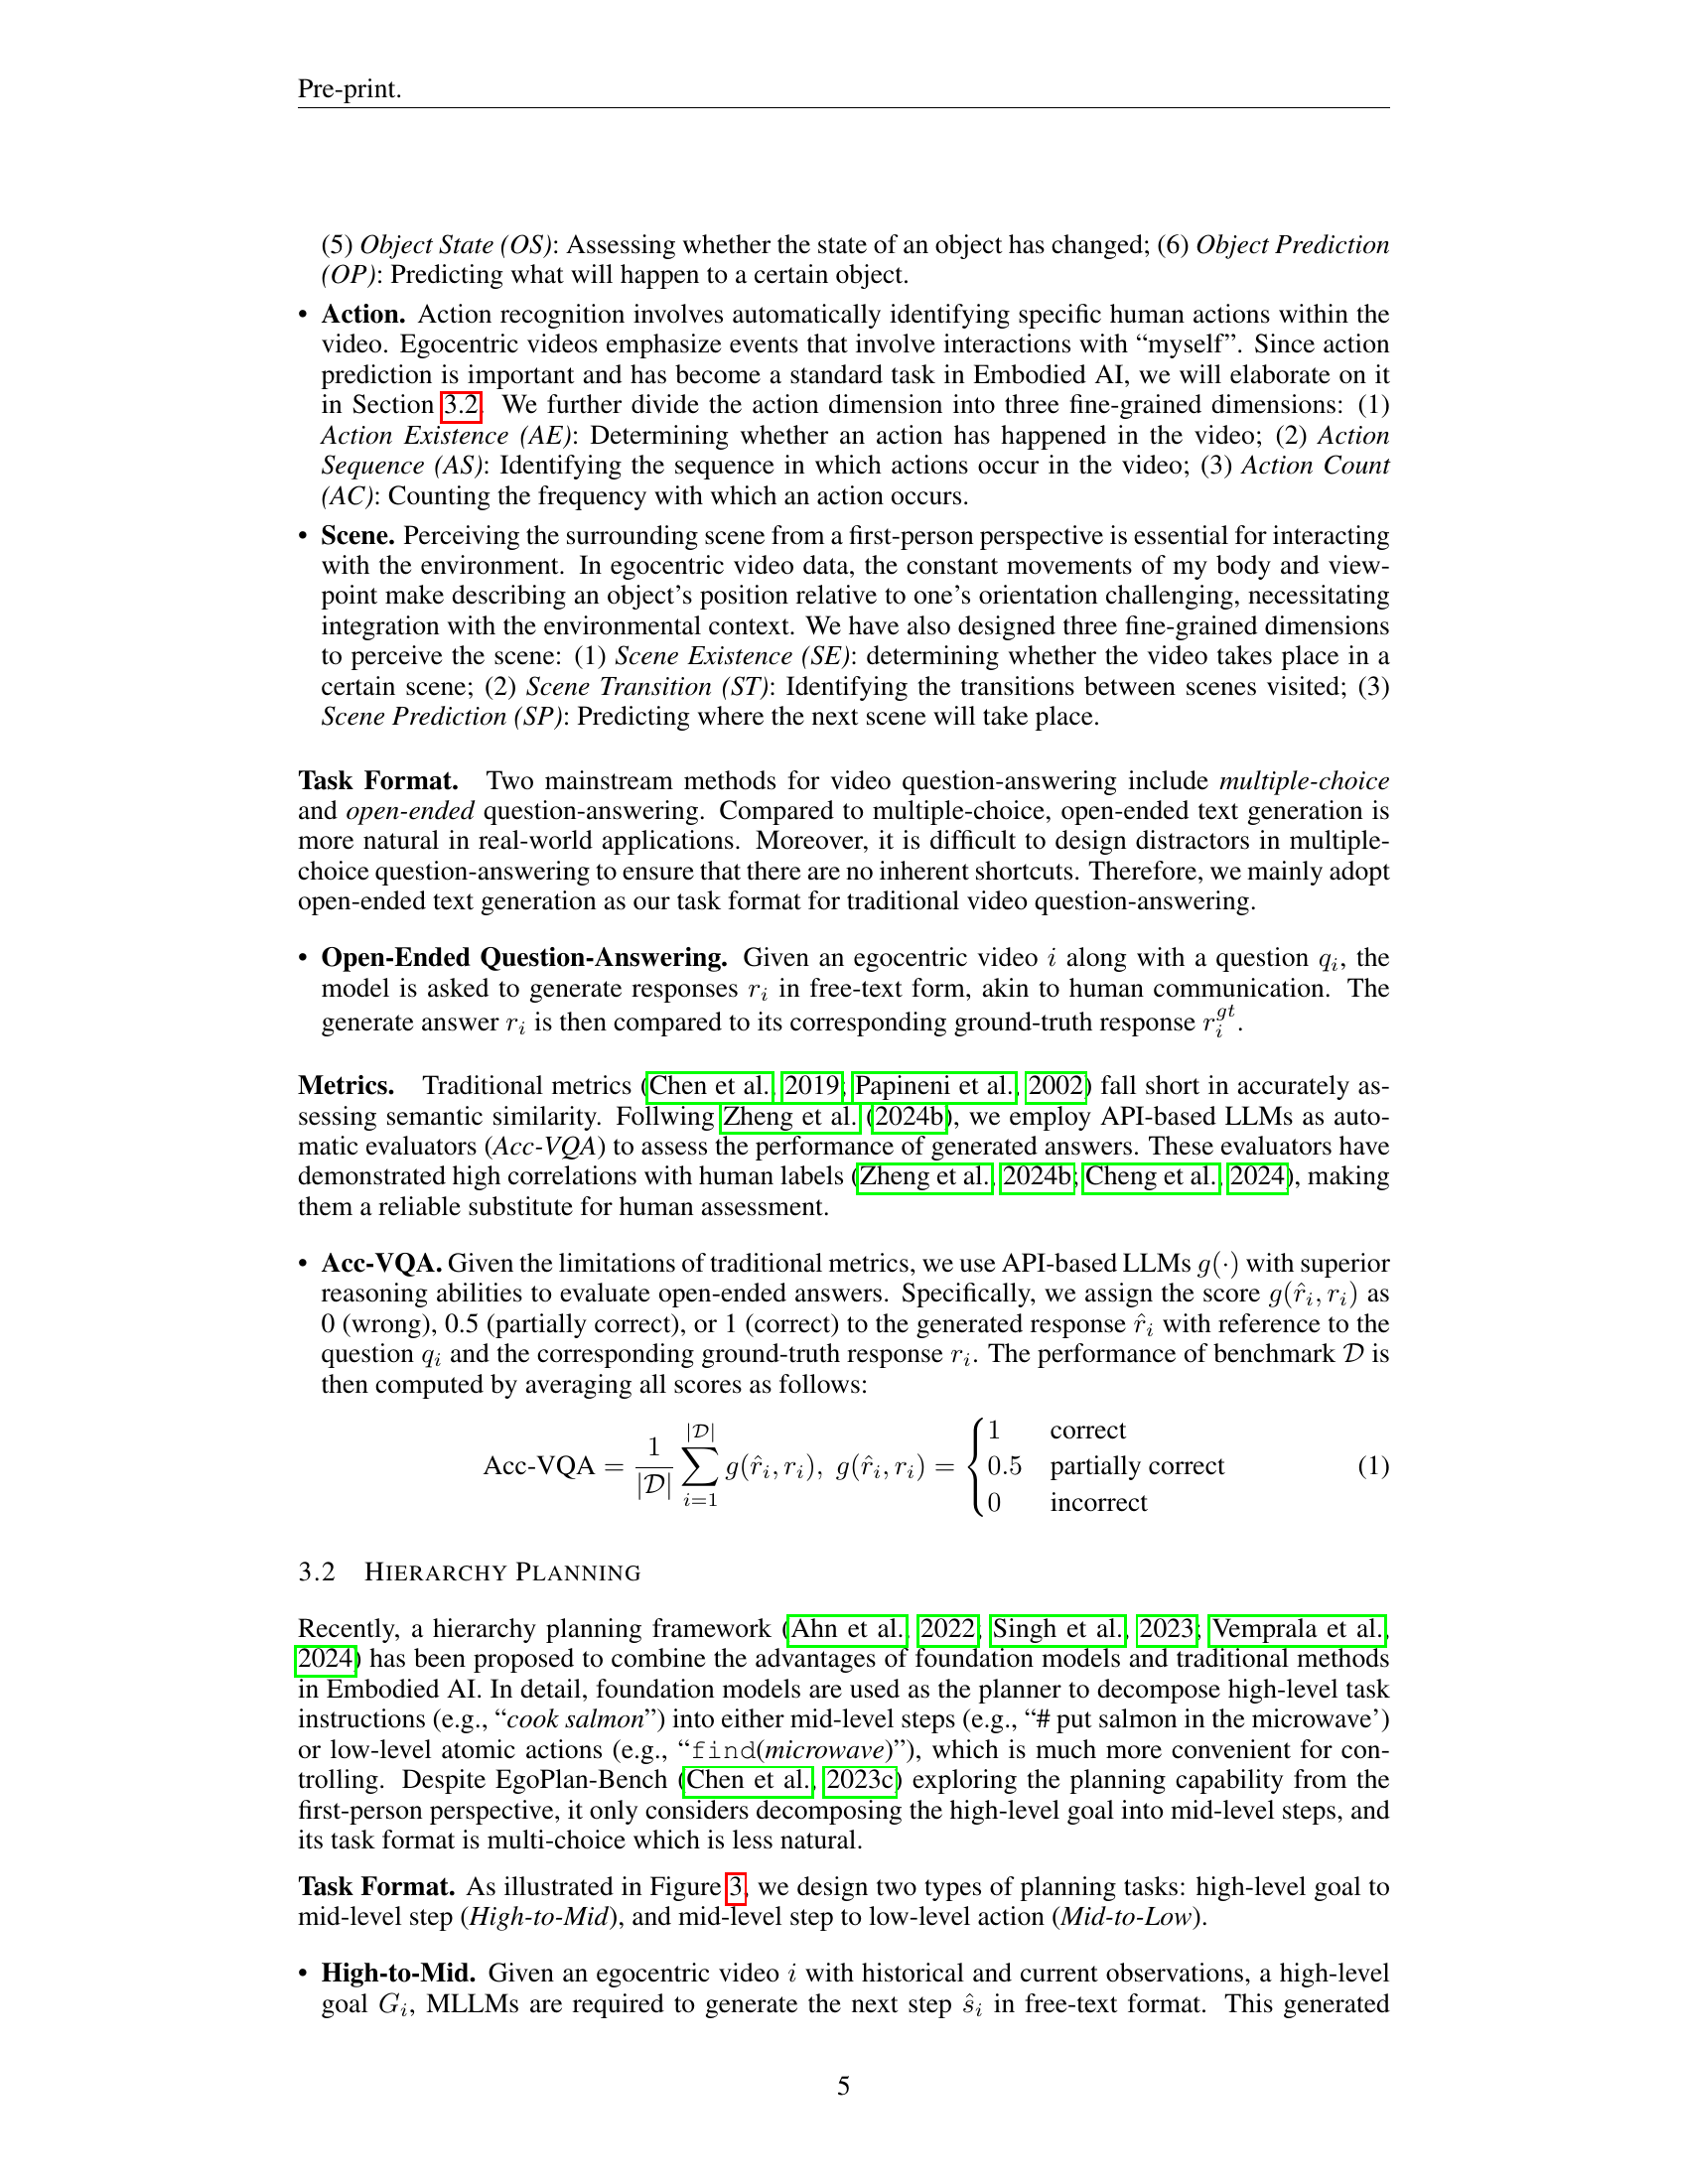 Pre-print.
(5) Object State (OS): Assessing whether the state of an object has changed; (6) Object Prediction
(OP): Predicting what will happen to a certain object.
• Action. Action recognition involves automatically identifying specific human actions within the
video. Egocentric videos emphasize events that involve interactions with “myself”. Since action
prediction is important and has become a standard task in Embodied AI, we will elaborate on it
in Section 3.2. We further divide the action dimension into three fine-grained dimensions: (1)
Action Existence (AE): Determining whether an action has happened in the video; (2) Action
Sequence (AS): Identifying the sequence in which actions occur in the video; (3) Action Count
(AC): Counting the frequency with which an action occurs.
• Scene. Perceiving the surrounding scene from a first-person perspective is essential for interacting
with the environment. In egocentric video data, the constant movements of my body and view-
point make describing an object’s position relative to one’s orientation challenging, necessitating
integration with the environmental context. We have also designed three fine-grained dimensions
to perceive the scene: (1) Scene Existence (SE): determining whether the video takes place in a
certain scene; (2) Scene Transition (ST): Identifying the transitions between scenes visited; (3)
Scene Prediction (SP): Predicting where the next scene will take place.
Task Format. Two mainstream methods for video question-answering include multiple-choice
and open-ended question-answering. Compared to multiple-choice, open-ended text generation is
more natural in real-world applications. Moreover, it is difficult to design distractors in multiple-
choice question-answering to ensure that there are no inherent shortcuts. Therefore, we mainly adopt
open-ended text generation as our task format for traditional video question-answering.
• Open-Ended Question-Answering. Given an egocentric video i along with a question q_i, the
model is asked to generate responses r_i in free-text form, akin to human communication. The
generate answer r_i is then compared to its corresponding ground-truth response r_i^{gt}.
Metrics. Traditional metrics (Chen et al., 2019; Papineni et al., 2002) fall short in accurately as-
sessing semantic similarity. Follwing Zheng et al. (2024b), we employ API-based LLMs as auto-
matic evaluators (Acc-VQA) to assess the performance of generated answers. These evaluators have
demonstrated high correlations with human labels (Zheng et al., 2024b; Cheng et al., 2024), making
them a reliable substitute for human assessment.
• Acc-VQA. Given the limitations of traditional metrics, we use API-based LLMs g(·) with superior
reasoning abilities to evaluate open-ended answers. Specifically, we assign the score g(r̂_i, r_i) as
0 (wrong), 0.5 (partially correct), or 1 (correct) to the generated response r̂_i with reference to the
question q_i and the corresponding ground-truth response r_i. The performance of benchmark 𝒟 is
then computed by averaging all scores as follows:
Acc-VQA = \frac{1}{|𝒟|} \sum_{i=1}^{|𝒟|} g(r̂_i, r_i), g(r̂_i, r_i) = { 1 correct
0.5 partially correct (1)
0 incorrect
3.2 HIERARCHY PLANNING
Recently, a hierarchy planning framework (Ahn et al., 2022; Singh et al., 2023; Vemprala et al.,
2024) has been proposed to combine the advantages of foundation models and traditional methods
in Embodied AI. In detail, foundation models are used as the planner to decompose high-level task
instructions (e.g., “cook salmon”) into either mid-level steps (e.g., “# put salmon in the microwave’)
or low-level atomic actions (e.g., “find(microwave)”), which is much more convenient for con-
trolling. Despite EgoPlan-Bench (Chen et al., 2023c) exploring the planning capability from the
first-person perspective, it only considers decomposing the high-level goal into mid-level steps, and
its task format is multi-choice which is less natural.
Task Format. As illustrated in Figure 3, we design two types of planning tasks: high-level goal to
mid-level step (High-to-Mid), and mid-level step to low-level action (Mid-to-Low).
• High-to-Mid. Given an egocentric video i with historical and current observations, a high-level
goal G_i, MLLMs are required to generate the next step ŝ_i in free-text format. This generated
5